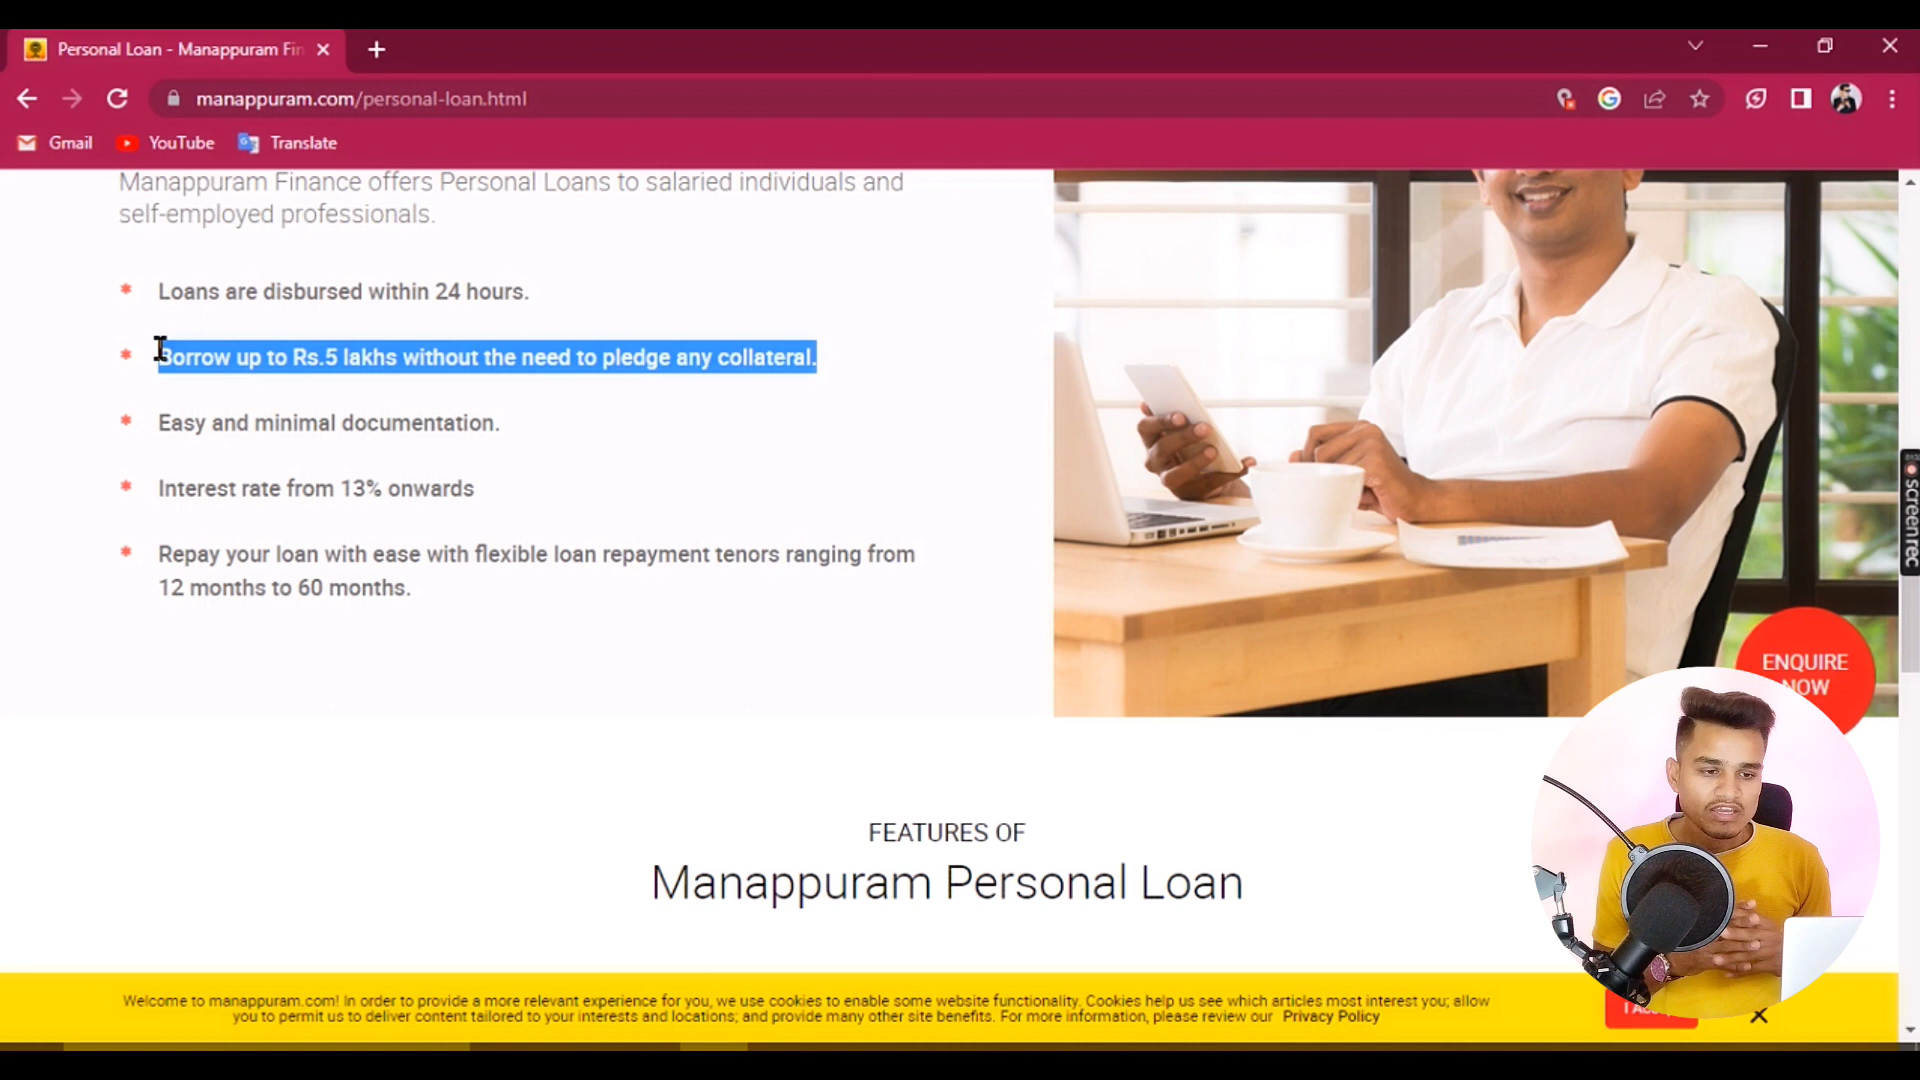 Personal Loan - Manappuram Fin
manappuram.com/personal-loan.html
Gmail YouTube Translate
Manappuram Finance offers Personal Loans to salaried individuals and
self-employed professionals.
* Loans are disbursed within 24 hours.
* Borrow up to Rs.5 lakhs without the need to pledge any collateral.
* Easy and minimal documentation.
* Interest rate from 13% onwards
* Repay your loan with ease with flexible loan repayment tenors ranging from
12 months to 60 months.
ENQUIRE
NOW
screenrec
FEATURES OF
Manappuram Personal Loan
Welcome to manappuram.com! In order to provide a more relevant experience for you, we use cookies to enable some website functionality. Cookies help us see which articles most interest you; allow
you to permit us to deliver content tailored to your interests and locations; and provide many other site benefits. For more information, please review our Privacy Policy